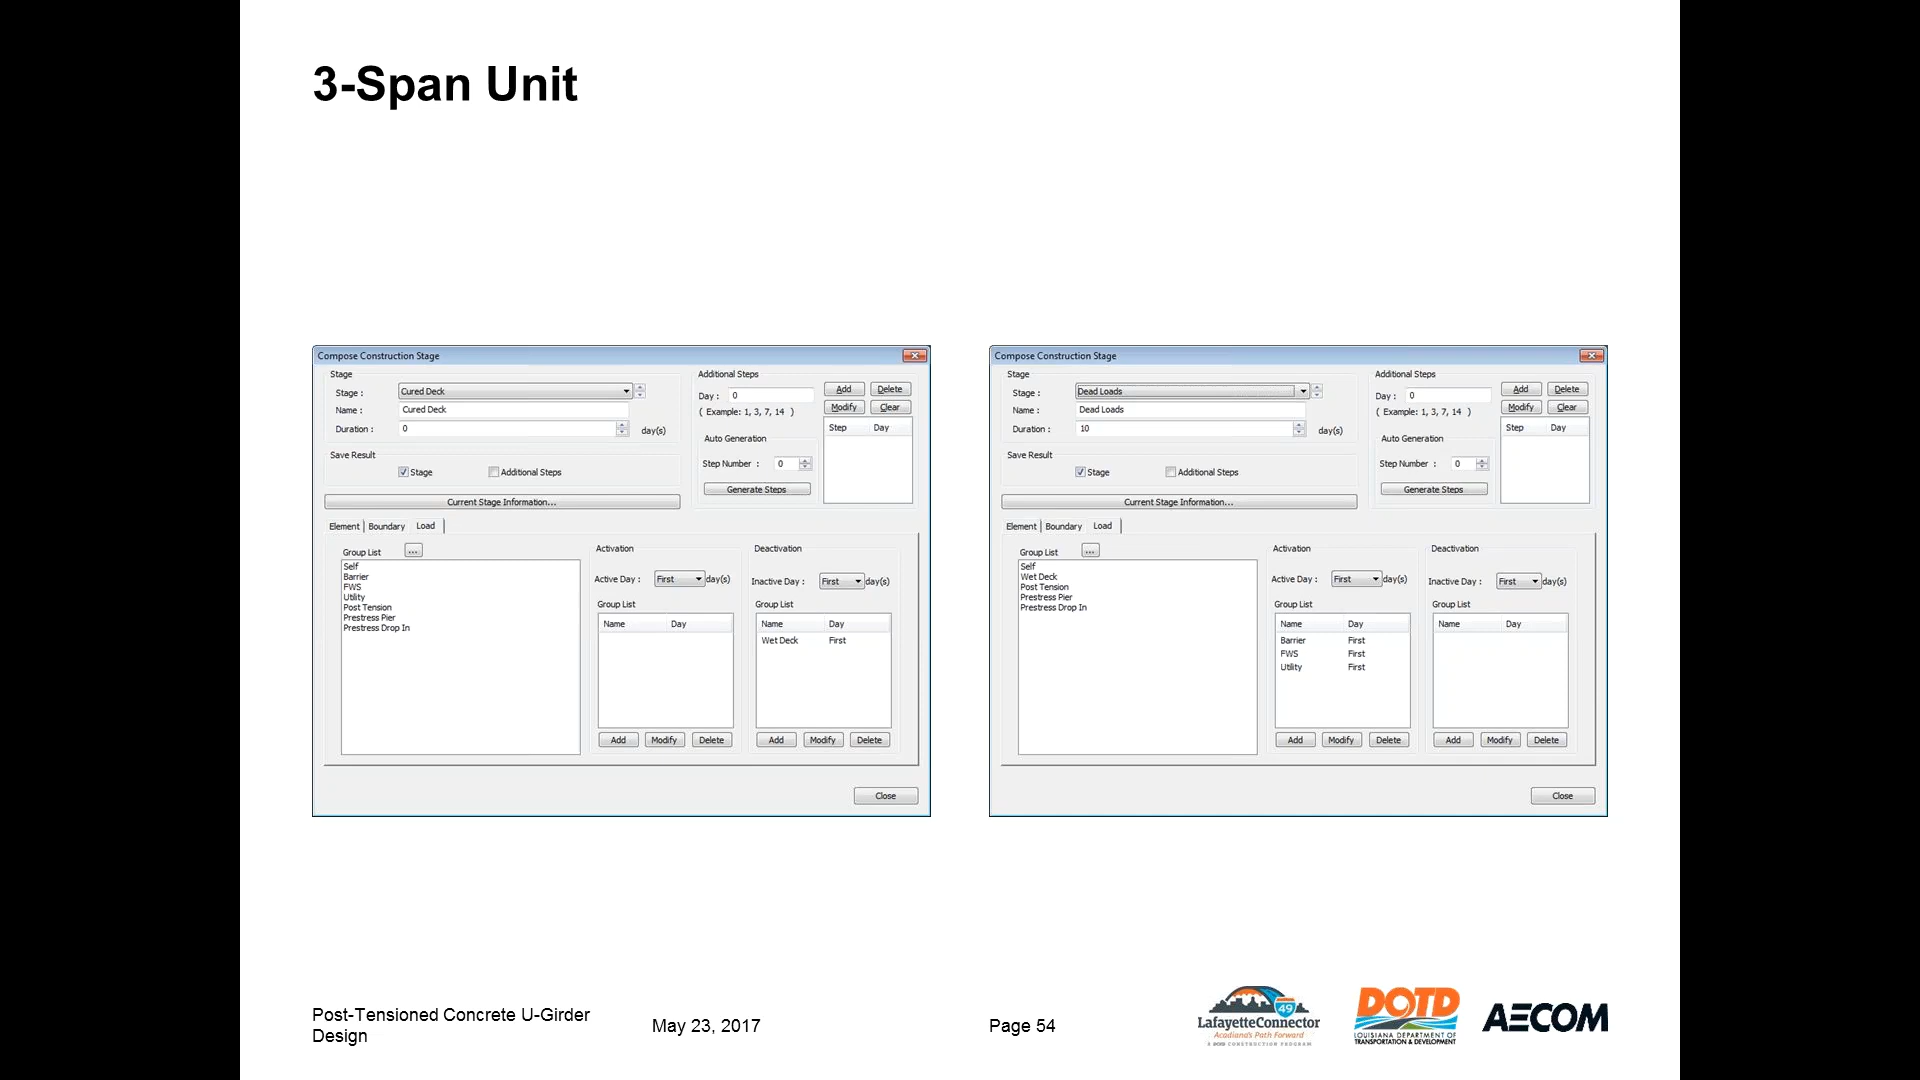 3-Span Unit
Compose Construction Stage
Stage
Stage :
Cured Deck
Name :
Cured Deck
Duration :
0
day(s)
Save Result
Stage
Additional Steps
Current Stage Information...
Additional Steps
Day :
0
( Example: 1, 3, 7, 14 )
Auto Generation
Step Number :
0
Generate Steps
Add
Delete
Modify
Clear
Step Day
Element
Boundary
Load
Group List
...
Self
Barrier
FWS
Utility
Post Tension
Prestress Pier
Prestress Drop In
Activation
Active Day :
First
day(s)
Group List
Name Day
Add
Modify
Delete
Deactivation
Inactive Day :
First
day(s)
Group List
Name Day
Wet Deck First
Add
Modify
Delete
Close
Compose Construction Stage
Stage
Stage :
Dead Loads
Name :
Dead Loads
Duration :
10
day(s)
Save Result
Stage
Additional Steps
Current Stage Information...
Additional Steps
Day :
0
( Example: 1, 3, 7, 14 )
Auto Generation
Step Number :
0
Generate Steps
Add
Delete
Modify
Clear
Step Day
Element
Boundary
Load
Group List
...
Self
Wet Deck
Post Tension
Prestress Pier
Prestress Drop In
Activation
Active Day :
First
day(s)
Group List
Name Day
Barrier First
FWS First
Utility First
Add
Modify
Delete
Deactivation
Inactive Day :
First
day(s)
Group List
Name Day
Add
Modify
Delete
Close
Post-Tensioned Concrete U-Girder
Design
May 23, 2017
Page 54
49
LafayetteConnector
Acadiana's Path Forward
A DOTD CONSTRUCTION PROGRAM
DOTD
LOUISIANA DEPARTMENT OF
TRANSPORTATION & DEVELOPMENT
AECOM